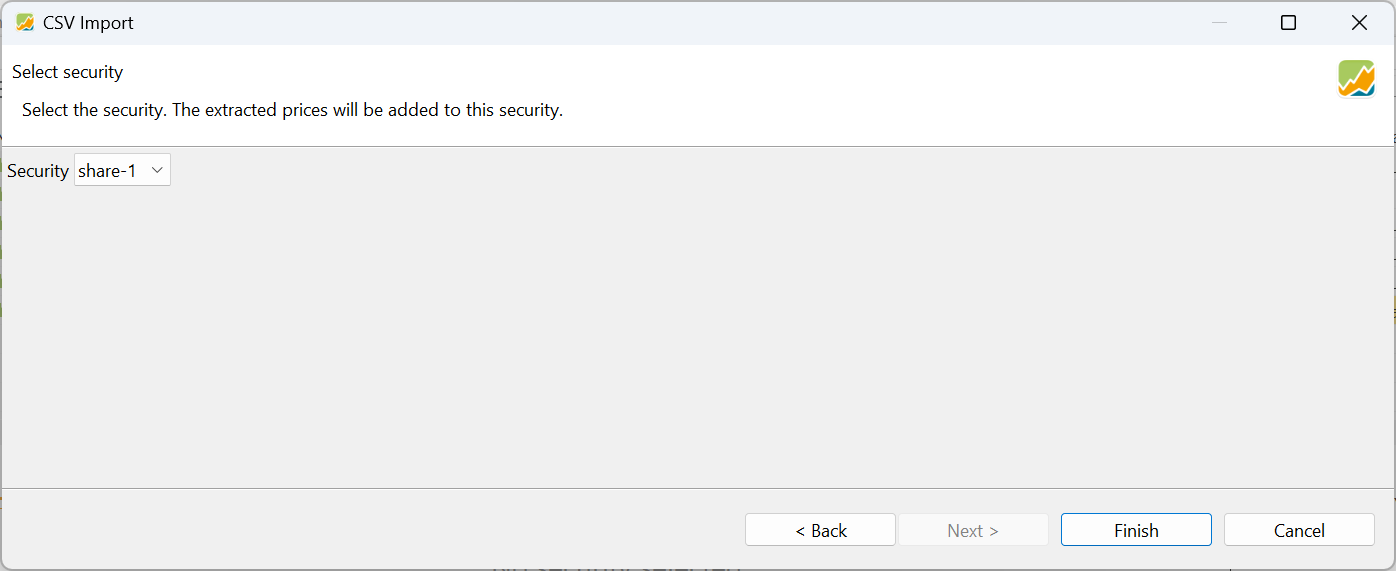 CSV Import
Select security
Select the security. The extracted prices will be added to this security.
Security share-1
< Back Next > Finish Cancel